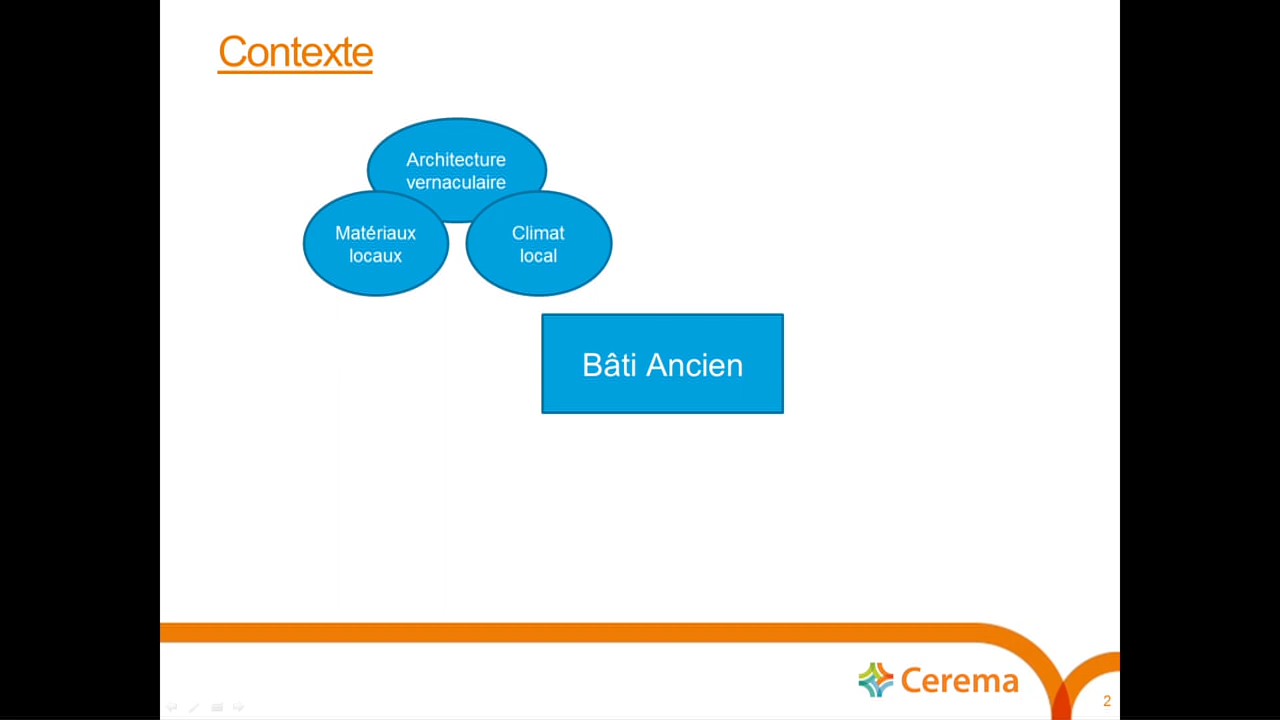 Contexte
Architecture
vernaculaire
Matériaux
locaux
Climat
local
Bâti Ancien
Cerema
2